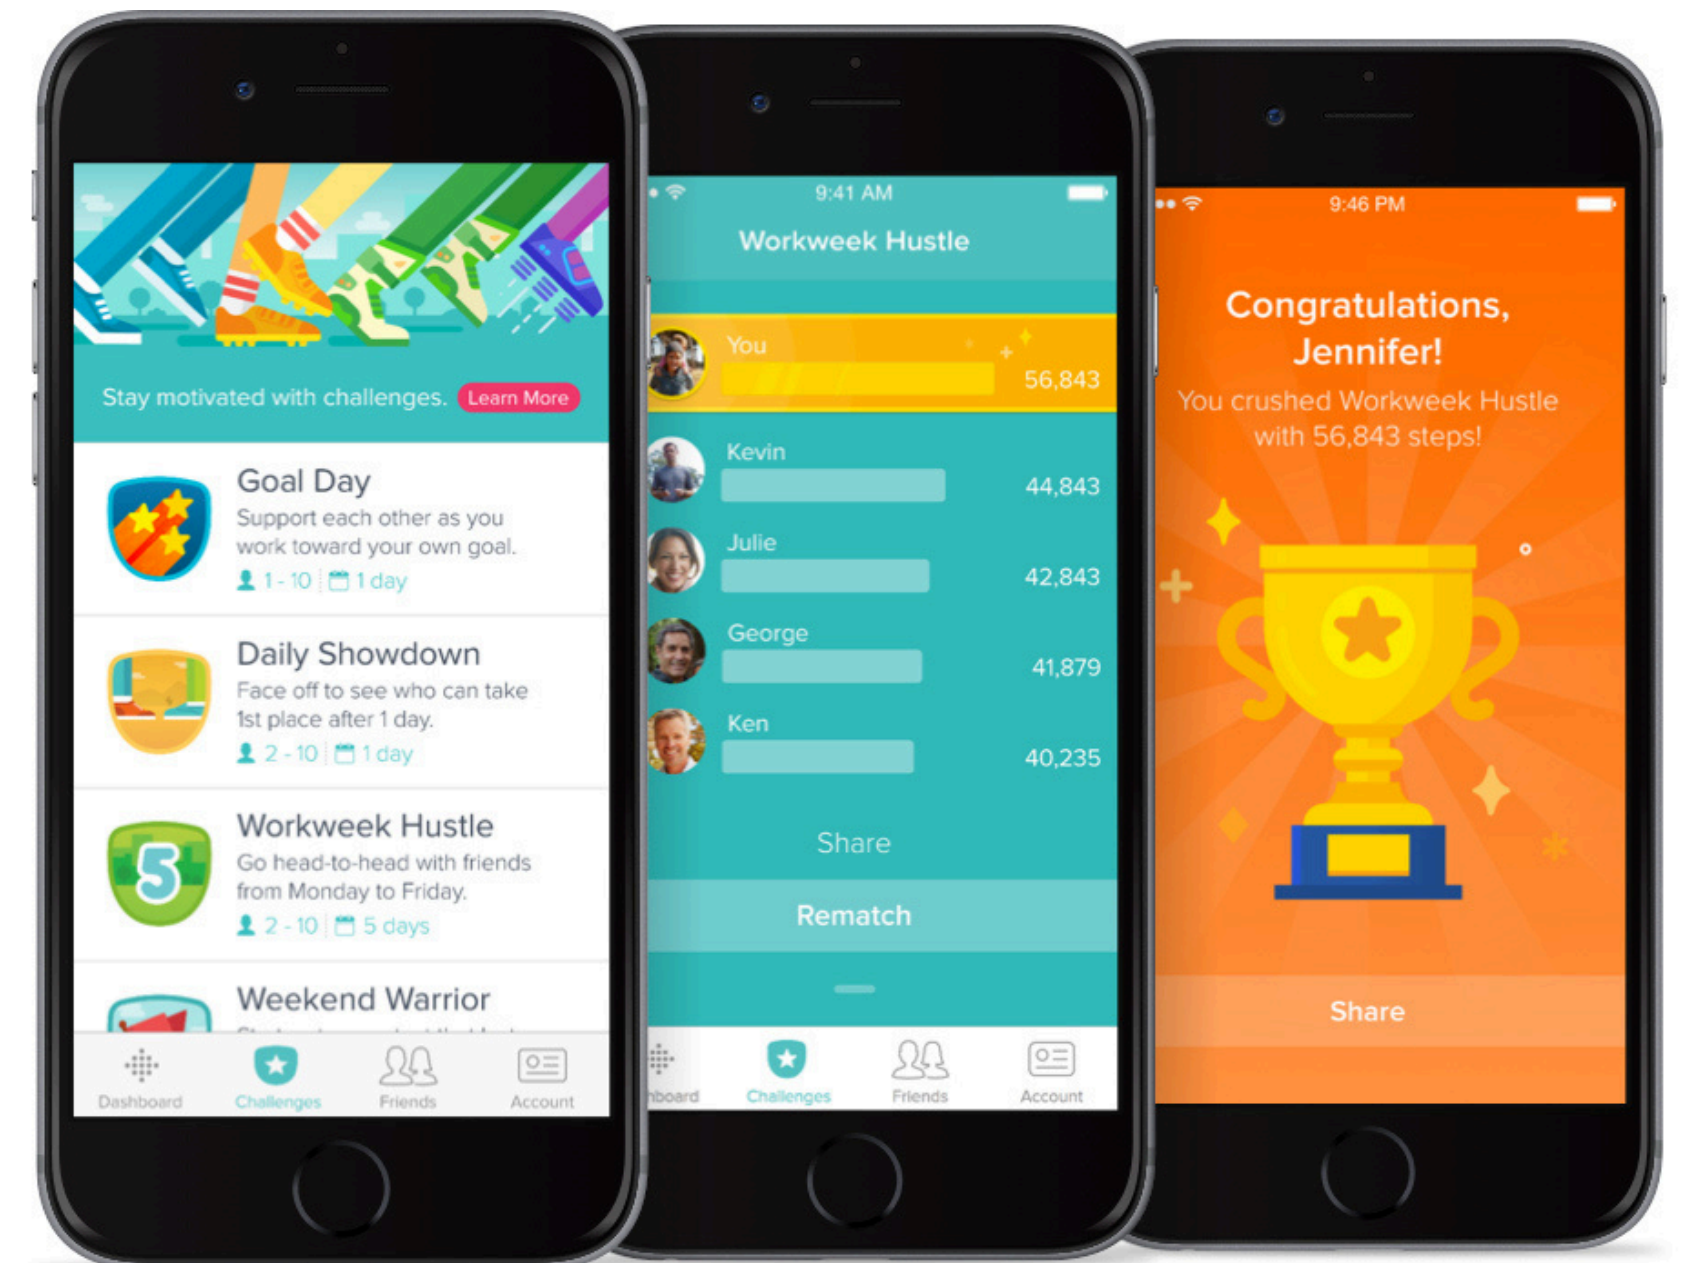 Stay motivated with challenges. Learn More
Goal Day
Support each other as you
work toward your own goal.
1 - 10 1 day
Daily Showdown
Face off to see who can take
1st place after 1 day.
2 - 10 1 day
5
Workweek Hustle
Go head-to-head with friends
from Monday to Friday.
2 - 10 5 days
Weekend Warrior
Dashboard Challenges Friends Account
9:41 AM
Workweek Hustle
You
56,843
Kevin
44,843
Julie
42,843
George
41,879
Ken
40,235
Share
Rematch
hboard Challenges Friends Account
9:46 PM
Congratulations,
Jennifer!
You crushed Workweek Hustle
with 56,843 steps!
Share